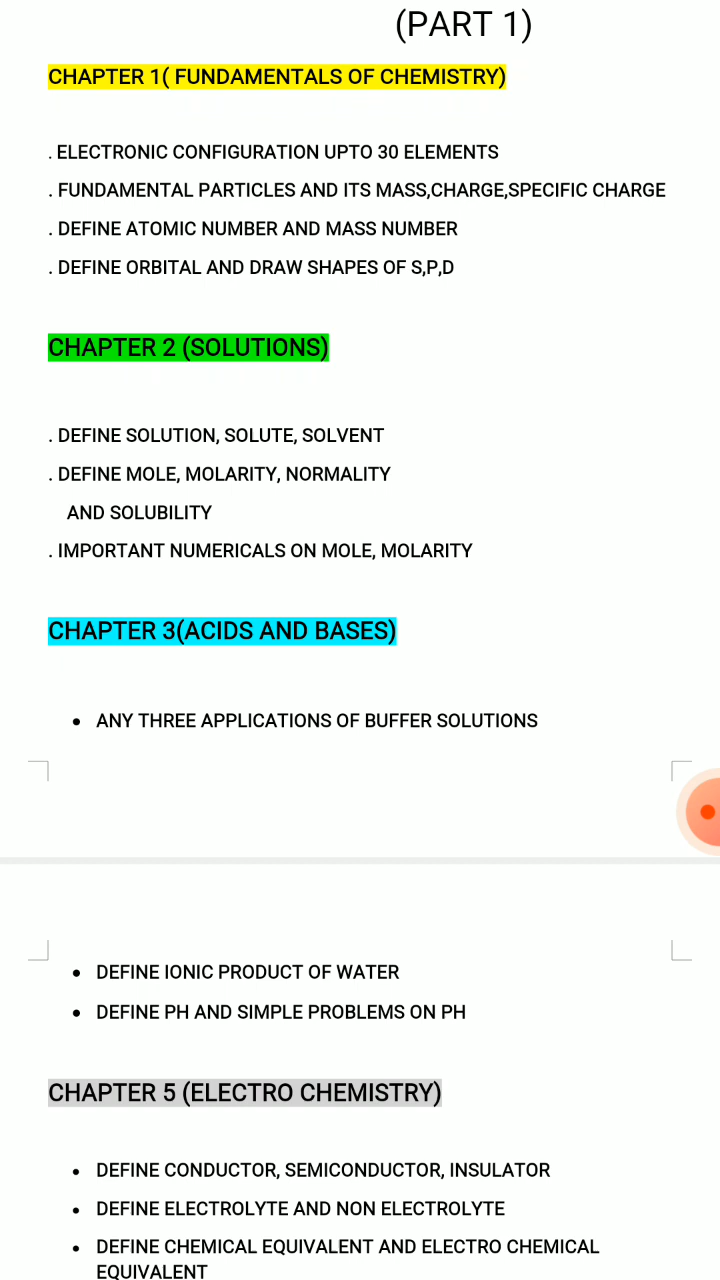 (PART 1)
CHAPTER 1( FUNDAMENTALS OF CHEMISTRY)
. ELECTRONIC CONFIGURATION UPTO 30 ELEMENTS
. FUNDAMENTAL PARTICLES AND ITS MASS,CHARGE,SPECIFIC CHARGE
. DEFINE ATOMIC NUMBER AND MASS NUMBER
. DEFINE ORBITAL AND DRAW SHAPES OF S,P,D
CHAPTER 2 (SOLUTIONS)
. DEFINE SOLUTION, SOLUTE, SOLVENT
. DEFINE MOLE, MOLARITY, NORMALITY
AND SOLUBILITY
. IMPORTANT NUMERICALS ON MOLE, MOLARITY
CHAPTER 3(ACIDS AND BASES)
• ANY THREE APPLICATIONS OF BUFFER SOLUTIONS
• DEFINE IONIC PRODUCT OF WATER
• DEFINE PH AND SIMPLE PROBLEMS ON PH
CHAPTER 5 (ELECTRO CHEMISTRY)
• DEFINE CONDUCTOR, SEMICONDUCTOR, INSULATOR
• DEFINE ELECTROLYTE AND NON ELECTROLYTE
• DEFINE CHEMICAL EQUIVALENT AND ELECTRO CHEMICAL
EQUIVALENT